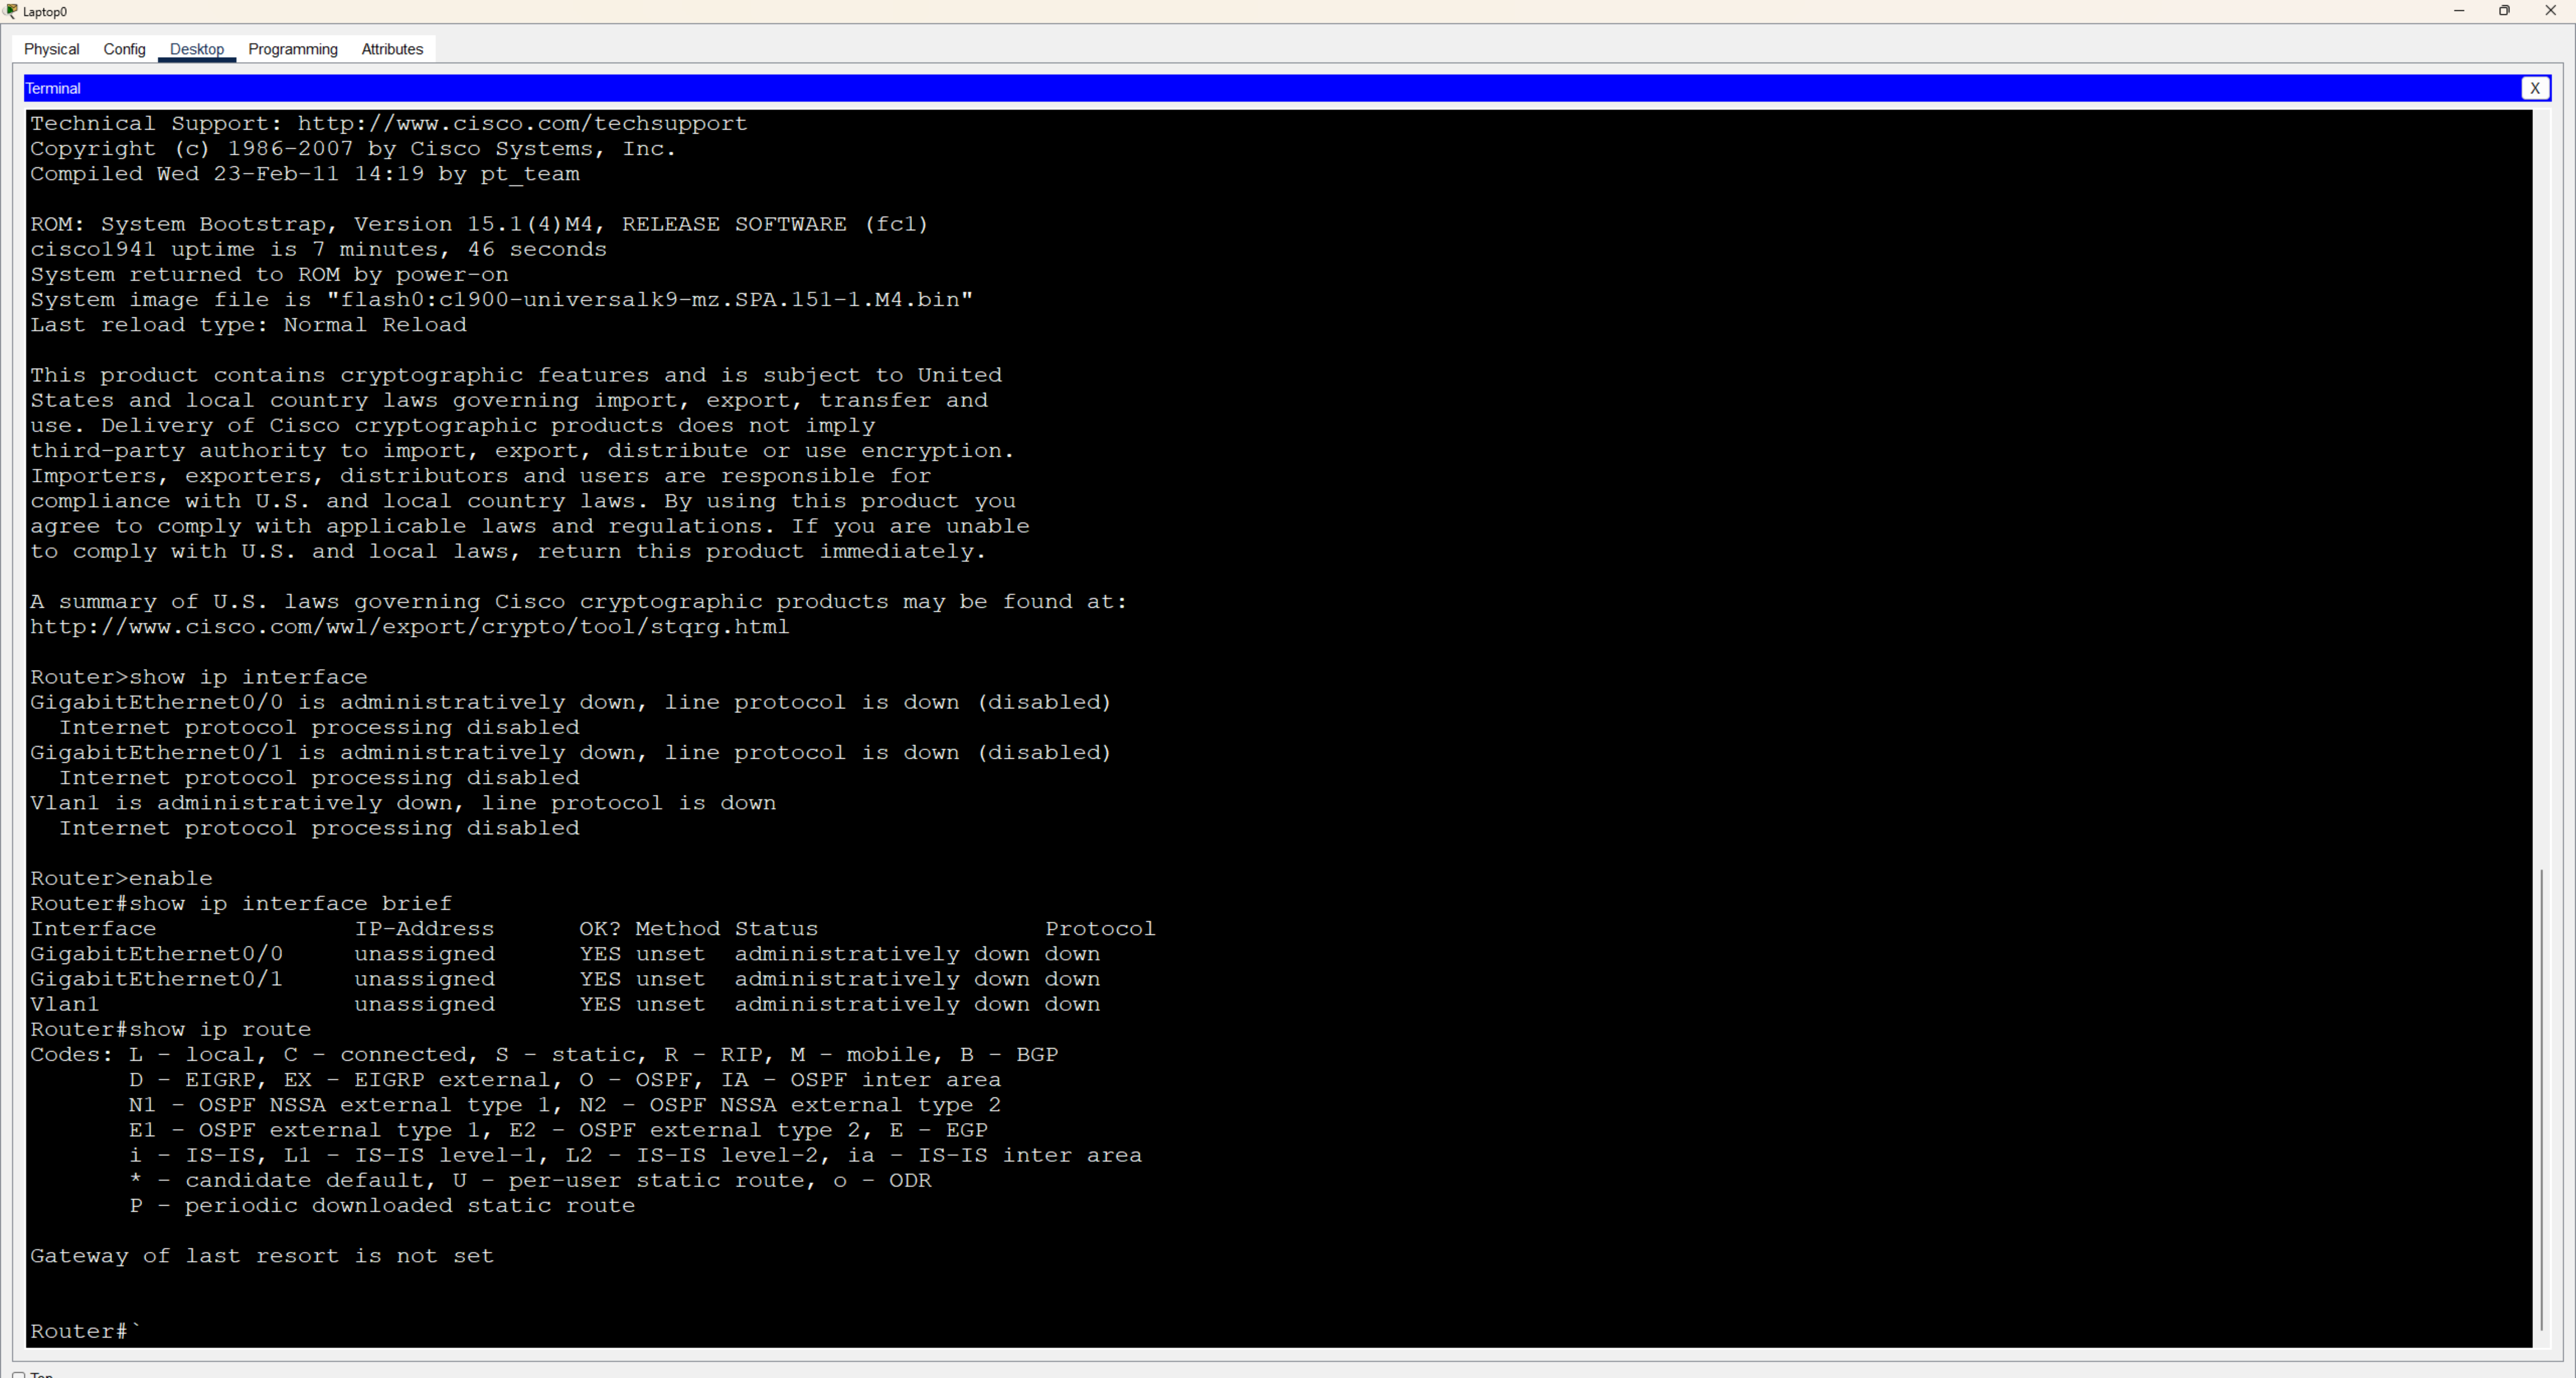 Laptop0
Physical Config Desktop Programming Attributes
Terminal X
Technical Support: http://www.cisco.com/techsupport
Copyright (c) 1986-2007 by Cisco Systems, Inc.
Compiled Wed 23-Feb-11 14:19 by pt_team
ROM: System Bootstrap, Version 15.1(4)M4, RELEASE SOFTWARE (fc1)
cisco1941 uptime is 7 minutes, 46 seconds
System returned to ROM by power-on
System image file is "flash0:c1900-universalk9-mz.SPA.151-1.M4.bin"
Last reload type: Normal Reload
This product contains cryptographic features and is subject to United
States and local country laws governing import, export, transfer and
use. Delivery of Cisco cryptographic products does not imply
third-party authority to import, export, distribute or use encryption.
Importers, exporters, distributors and users are responsible for
compliance with U.S. and local country laws. By using this product you
agree to comply with applicable laws and regulations. If you are unable
to comply with U.S. and local laws, return this product immediately.
A summary of U.S. laws governing Cisco cryptographic products may be found at:
http://www.cisco.com/wwl/export/crypto/tool/stqrg.html
Router>show ip interface
GigabitEthernet0/0 is administratively down, line protocol is down (disabled)
  Internet protocol processing disabled
GigabitEthernet0/1 is administratively down, line protocol is down (disabled)
  Internet protocol processing disabled
Vlan1 is administratively down, line protocol is down
  Internet protocol processing disabled
Router>enable
Router#show ip interface brief
Interface              IP-Address      OK? Method Status                Protocol
GigabitEthernet0/0     unassigned      YES unset  administratively down down
GigabitEthernet0/1     unassigned      YES unset  administratively down down
Vlan1                  unassigned      YES unset  administratively down down
Router#show ip route
Codes: L - local, C - connected, S - static, R - RIP, M - mobile, B - BGP
       D - EIGRP, EX - EIGRP external, O - OSPF, IA - OSPF inter area
       N1 - OSPF NSSA external type 1, N2 - OSPF NSSA external type 2
       E1 - OSPF external type 1, E2 - OSPF external type 2, E - EGP
       i - IS-IS, L1 - IS-IS level-1, L2 - IS-IS level-2, ia - IS-IS inter area
       * - candidate default, U - per-user static route, o - ODR
       P - periodic downloaded static route
Gateway of last resort is not set
Router#`